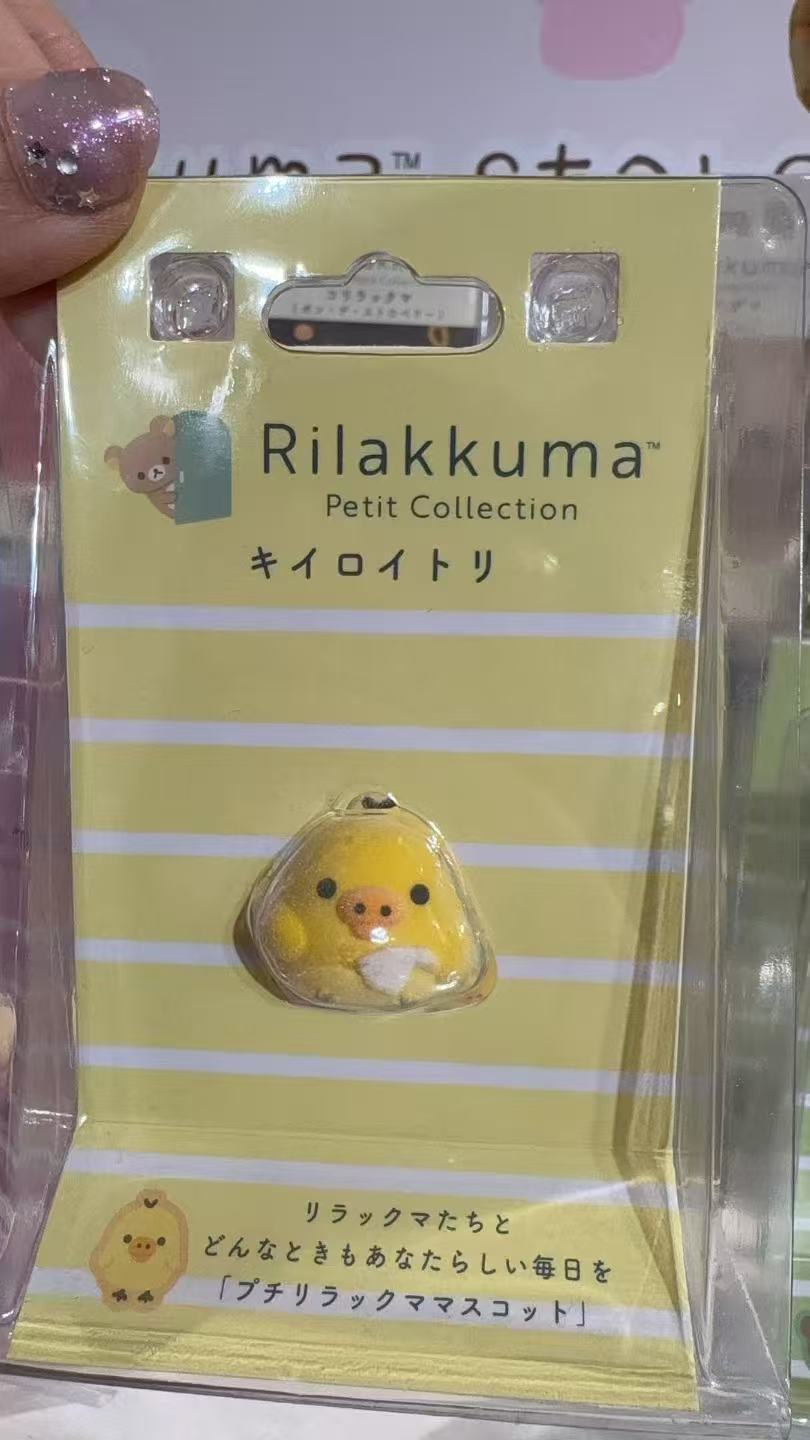 Rilakkuma™
Petit Collection
キイロイトリ
リラックマたちと
どんなときもあなたらしい毎日を
「プチリラックママスコット」